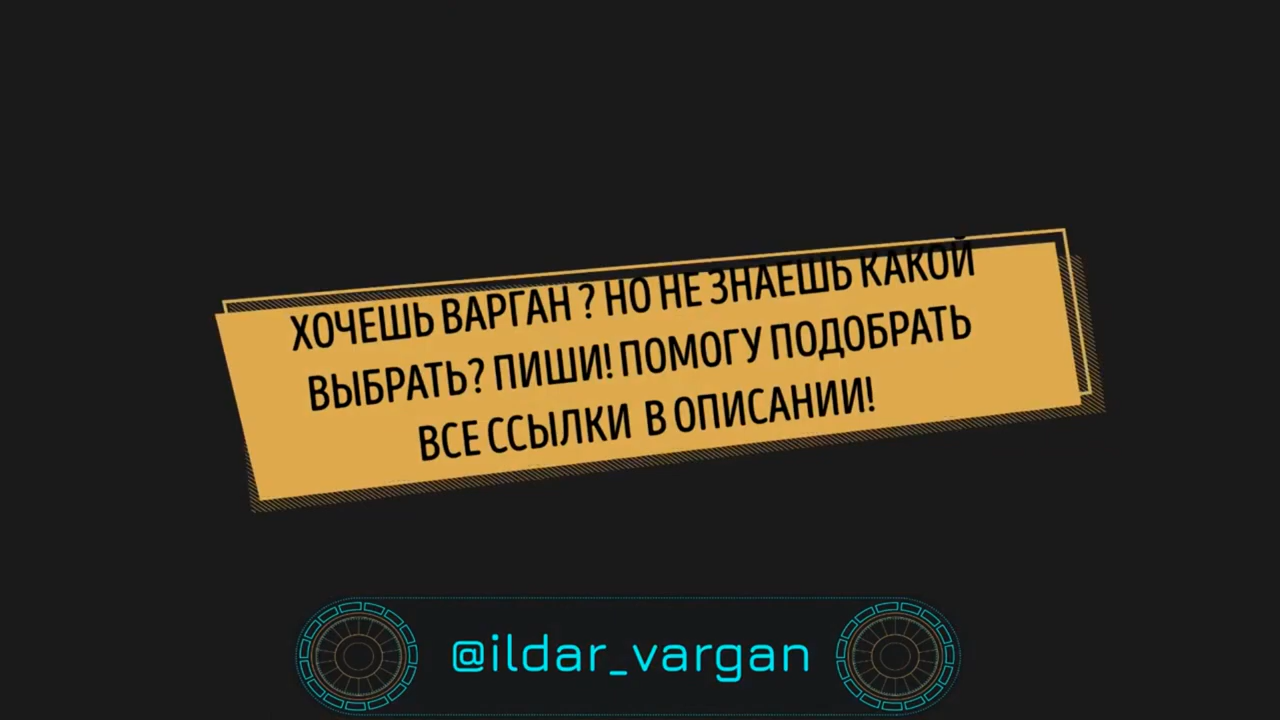 ХОЧЕШЬ ВАРГАН ? НО НЕ ЗНАЕШЬ КАКОЙ
ВЫБРАТЬ? ПИШИ! ПОМОГУ ПОДОБРАТЬ
ВСЕ ССЫЛКИ В ОПИСАНИИ!
@ildar_vargan